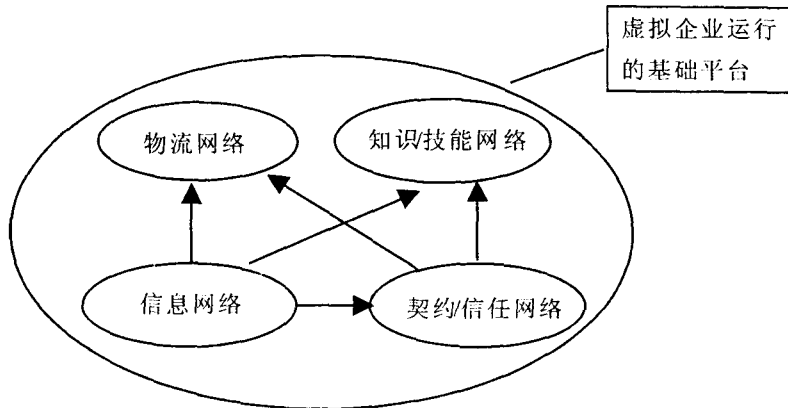 虚拟企业运行
的基础平台
物流网络
知识/技能网络
信息网络
契约/信任网络